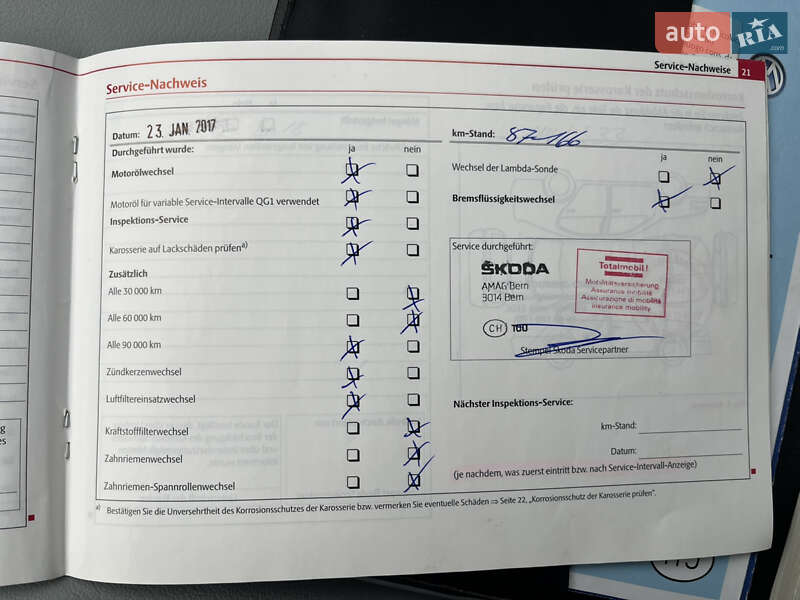 auto RIA .com
Service-Nachweise 21
Service-Nachweis
Datum: 23. JAN 2017
km-Stand: 87-166
Durchgeführt wurde: ja nein
ja nein
Motorölwechsel
Wechsel der Lambda-Sonde
Motoröl für variable Service-Intervalle QG1 verwendet
Bremsflüssigkeitswechsel
Inspektions-Service
Karosserie auf Lackschäden prüfen a)
Zusätzlich
Alle 30 000 km
Alle 60 000 km
Alle 90 000 km
Zündkerzenwechsel
Luftfiltereinsatzwechsel
Kraftstofffilterwechsel
Zahnriemenwechsel
Zahnriemen-Spannrollenwechsel
Service durchgeführt:
ŠKODA
AMAG Bern
3014 Bern
CH
Totalmobil!
Mobilitätsversicherung
Assurance mobilité
Assicurazione di mobilità
Insurance mobility
Stempel Škoda Servicepartner
Nächster Inspektions-Service:
km-Stand:
Datum:
(je nachdem, was zuerst eintritt bzw. nach Service-Intervall-Anzeige)
a) Bestätigen Sie die Unversehrtheit des Korrosionsschutzes der Karosserie bzw. vermerken Sie eventuelle Schäden ⇒ Seite 22, „Korrosionsschutz der Karosserie prüfen".